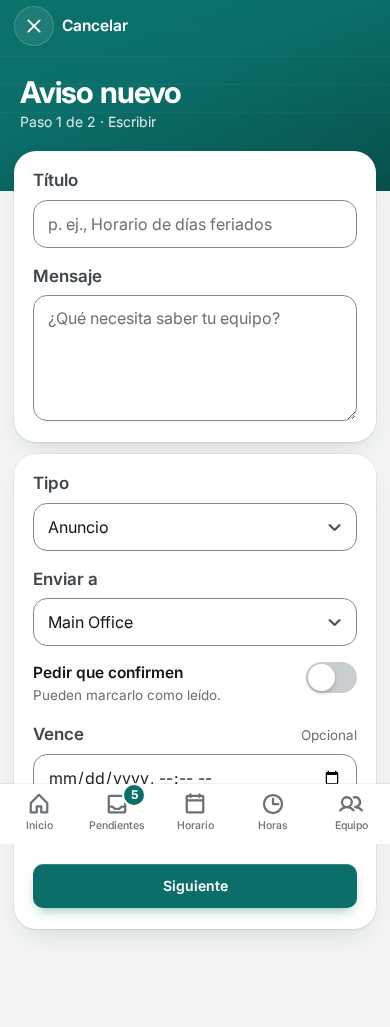 Cancelar
Aviso nuevo
Paso 1 de 2 · Escribir
Título
p. ej., Horario de días feriados
Mensaje
¿Qué necesita saber tu equipo?
Tipo
Anuncio
Enviar a
Main Office
Pedir que confirmen
Pueden marcarlo como leído.
Vence Opcional
mm/dd/yyyy, --:-- --
5
Inicio Pendientes Horario Horas Equipo
Siguiente